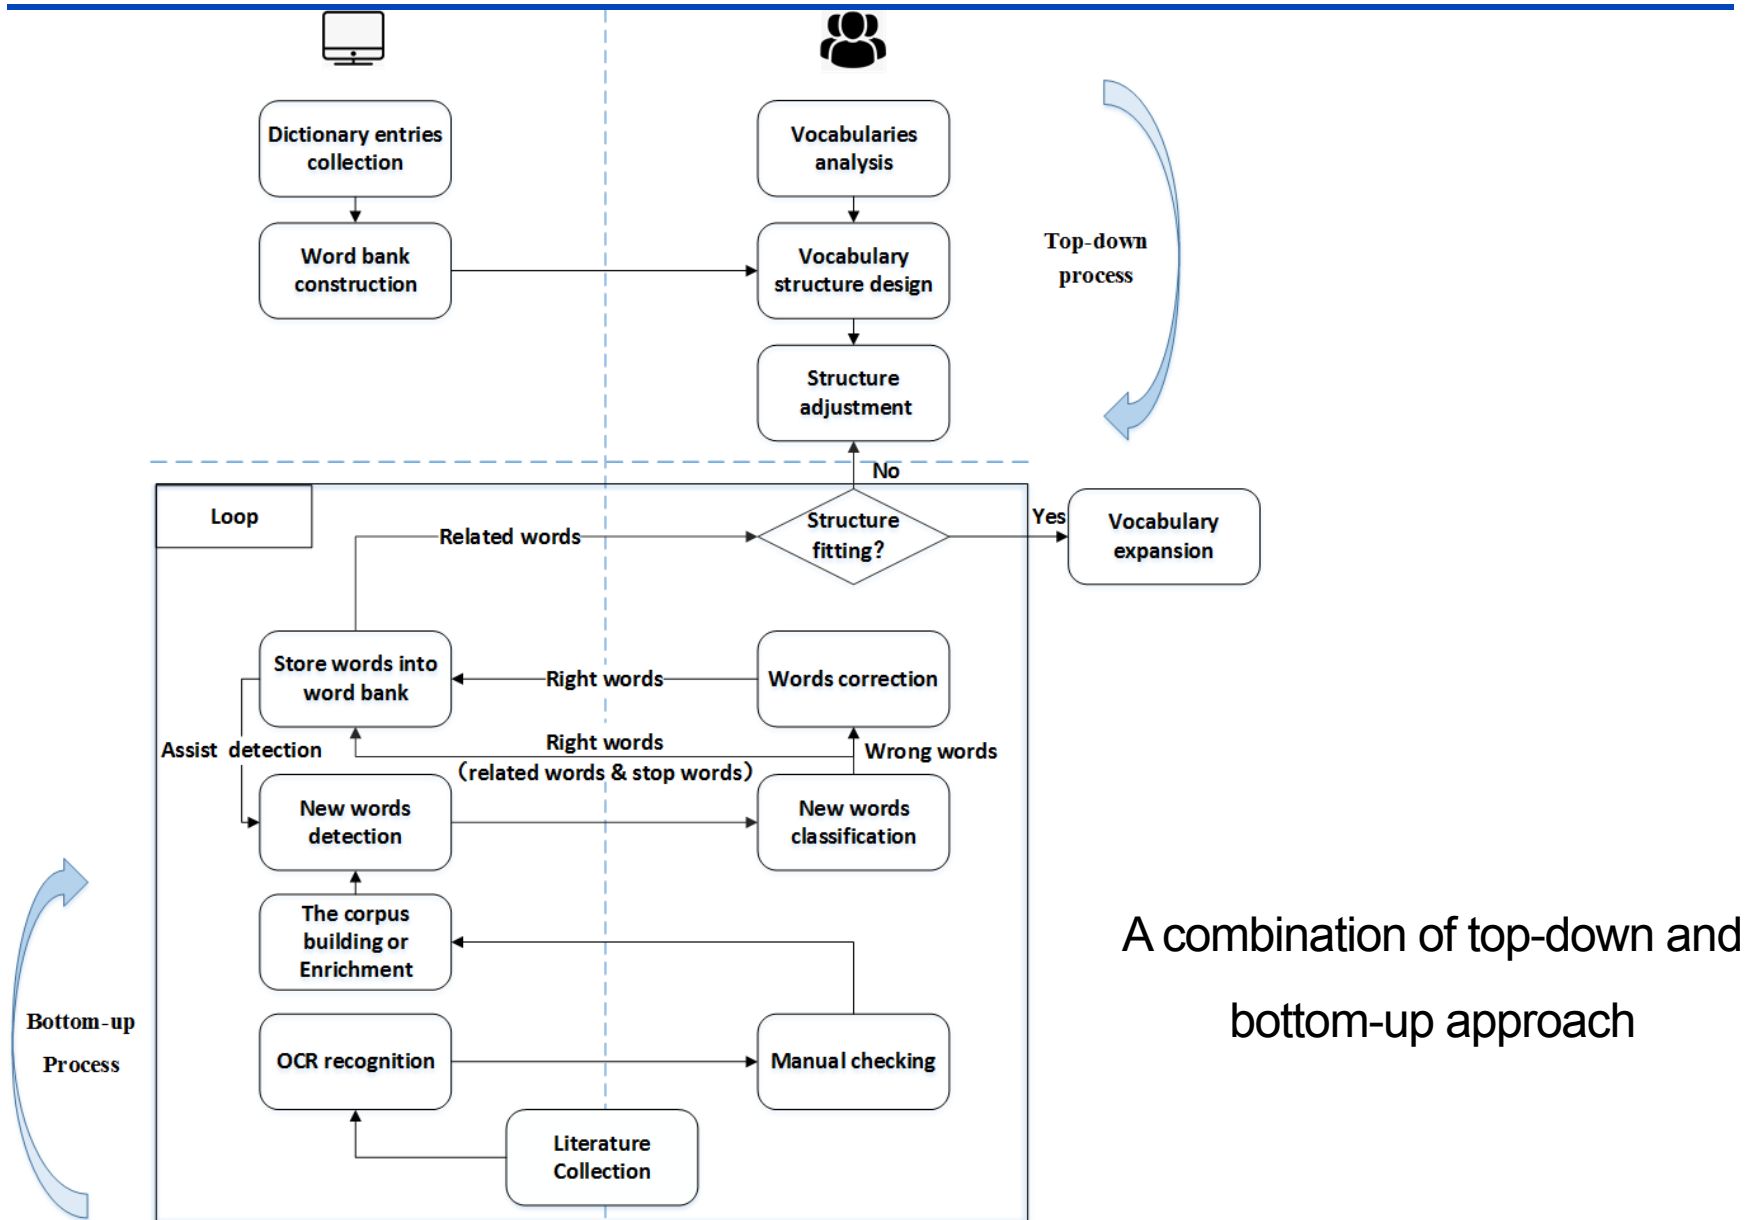 Dictionary entries
collection
Vocabularies
analysis
Word bank
construction
Vocabulary
structure design
Top-down
process
Structure
adjustment
No
Loop
Related words
Structure
fitting?
Yes
Vocabulary
expansion
Store words into
word bank
Right words
Words correction
Assist detection
Right words
(related words & stop words)
Wrong words
New words
detection
New words
classification
The corpus
building or
Enrichment
Bottom-up
Process
OCR recognition
Manual checking
Literature
Collection
A combination of top-down and
bottom-up approach